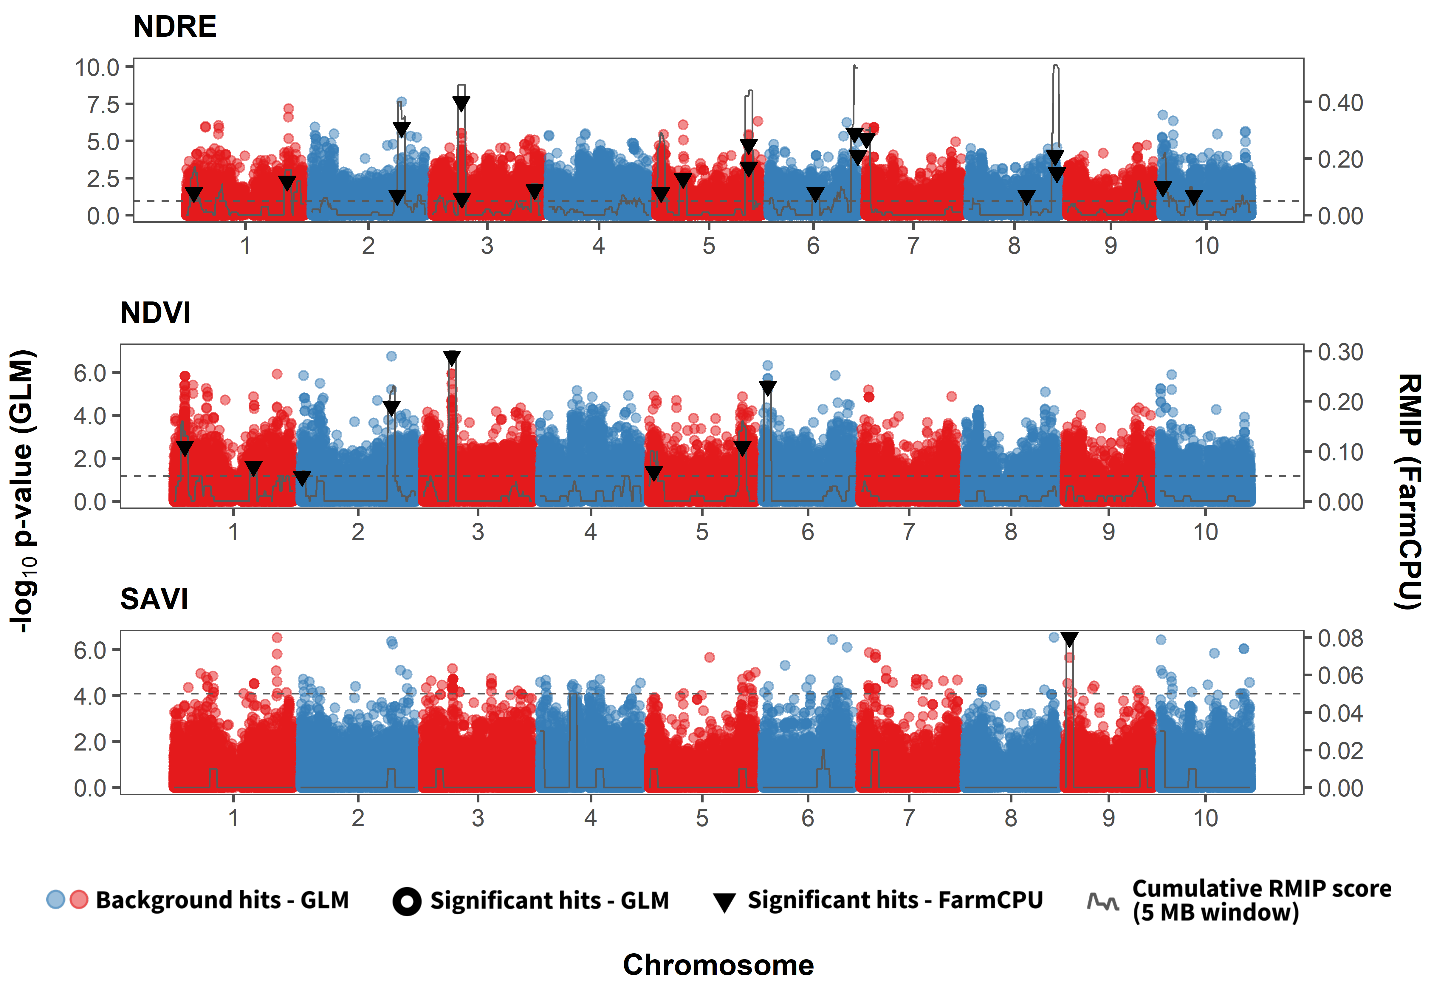 NDRE
10.0
7.5
5.0
2.5
0.0
0.40
0.20
0.00
1 2 3 4 5 6 7 8 9 10
NDVI
6.0
4.0
2.0
0.0
0.30
0.20
0.10
0.00
1 2 3 4 5 6 7 8 9 10
-log10 p-value (GLM)
RMIP (FarmCPU)
SAVI
6.0
4.0
2.0
0.0
0.08
0.06
0.04
0.02
0.00
1 2 3 4 5 6 7 8 9 10
Background hits - GLM
Significant hits - GLM
Significant hits - FarmCPU
Cumulative RMIP score
(5 MB window)
Chromosome